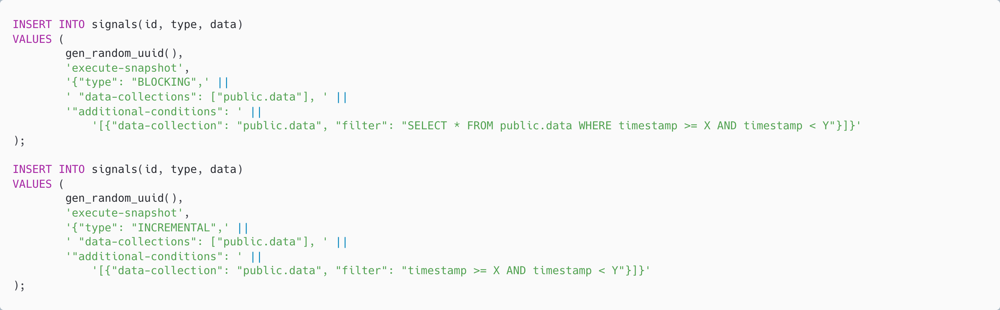 INSERT INTO signals(id, type, data)
VALUES (
        gen_random_uuid(),
        'execute-snapshot',
        '{"type": "BLOCKING",' ||
        ' "data-collections": ["public.data"], ' ||
        '"additional-conditions": ' ||
            '[{"data-collection": "public.data", "filter": "SELECT * FROM public.data WHERE timestamp >= X AND timestamp < Y"}]}'
);

INSERT INTO signals(id, type, data)
VALUES (
        gen_random_uuid(),
        'execute-snapshot',
        '{"type": "INCREMENTAL",' ||
        ' "data-collections": ["public.data"], ' ||
        '"additional-conditions": ' ||
            '[{"data-collection": "public.data", "filter": "timestamp >= X AND timestamp < Y"}]}'
);